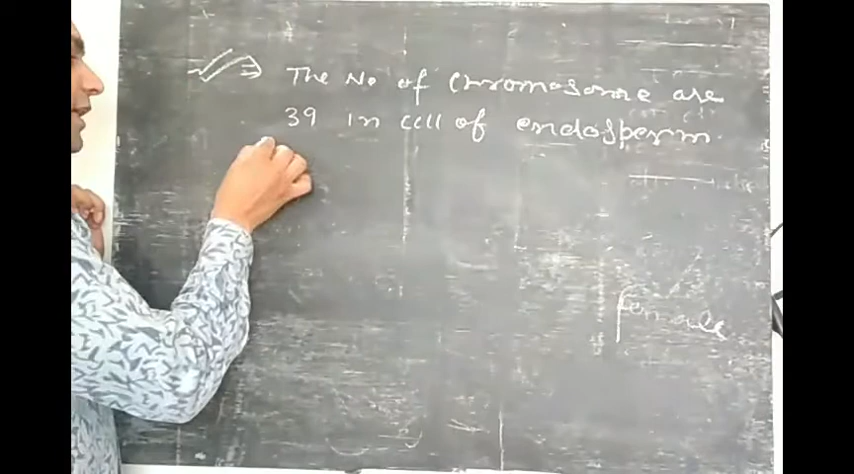 The No of chromosome are
39 in cell of endosperm
female